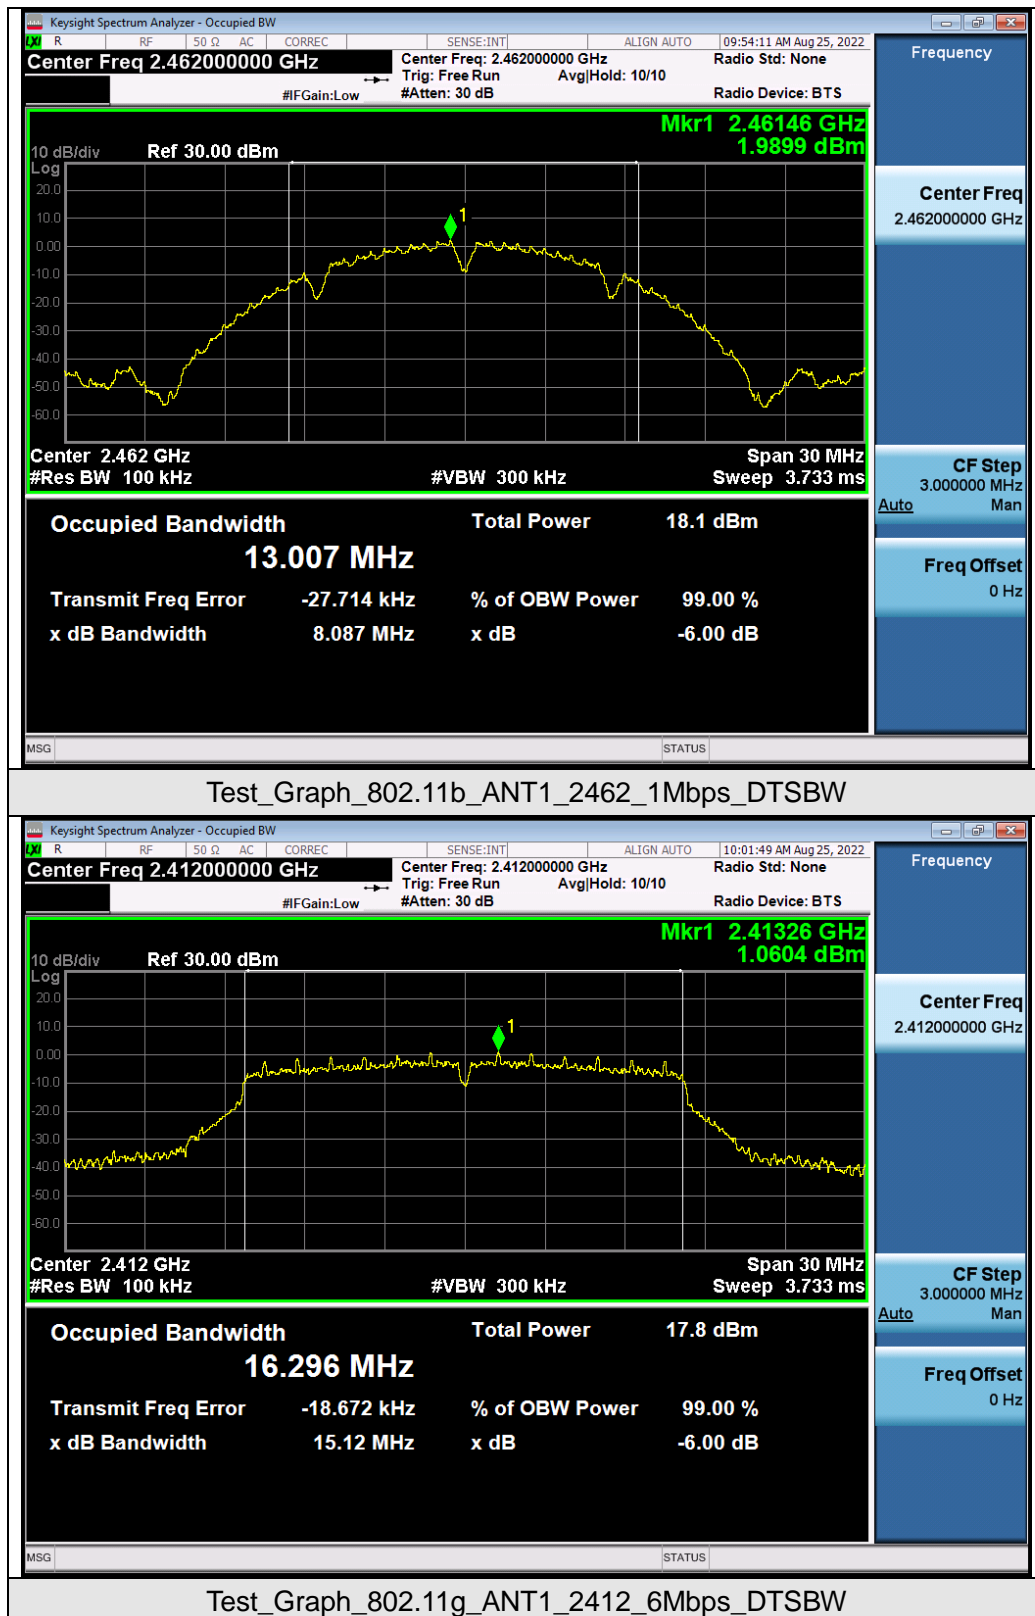 Keysight Spectrum Analyzer - Occupied BW
LXI R RF 50 Ω AC CORREC SENSE:INT ALIGN AUTO 09:54:11 AM Aug 25, 2022
Center Freq 2.462000000 GHz
Center Freq: 2.462000000 GHz Radio Std: None
Trig: Free Run Avg|Hold: 10/10
#IFGain:Low #Atten: 30 dB Radio Device: BTS
Frequency
Mkr1 2.46146 GHz
1.9899 dBm
10 dB/div Ref 30.00 dBm
Log
20.0
10.0
0.00
-10.0
-20.0
-30.0
-40.0
-50.0
-60.0
1
Center Freq
2.462000000 GHz
Center 2.462 GHz Span 30 MHz
#Res BW 100 kHz #VBW 300 kHz Sweep 3.733 ms
CF Step
3.000000 MHz
Auto Man
Occupied Bandwidth Total Power 18.1 dBm
13.007 MHz
Transmit Freq Error -27.714 kHz % of OBW Power 99.00 %
x dB Bandwidth 8.087 MHz x dB -6.00 dB
Freq Offset
0 Hz
MSG STATUS
Test_Graph_802.11b_ANT1_2462_1Mbps_DTSBW
Keysight Spectrum Analyzer - Occupied BW
LXI R RF 50 Ω AC CORREC SENSE:INT ALIGN AUTO 10:01:49 AM Aug 25, 2022
Center Freq 2.412000000 GHz
Center Freq: 2.412000000 GHz Radio Std: None
Trig: Free Run Avg|Hold: 10/10
#IFGain:Low #Atten: 30 dB Radio Device: BTS
Frequency
Mkr1 2.41326 GHz
1.0604 dBm
10 dB/div Ref 30.00 dBm
Log
20.0
10.0
0.00
-10.0
-20.0
-30.0
-40.0
-50.0
-60.0
1
Center Freq
2.412000000 GHz
Center 2.412 GHz Span 30 MHz
#Res BW 100 kHz #VBW 300 kHz Sweep 3.733 ms
CF Step
3.000000 MHz
Auto Man
Occupied Bandwidth Total Power 17.8 dBm
16.296 MHz
Transmit Freq Error -18.672 kHz % of OBW Power 99.00 %
x dB Bandwidth 15.12 MHz x dB -6.00 dB
Freq Offset
0 Hz
MSG STATUS
Test_Graph_802.11g_ANT1_2412_6Mbps_DTSBW